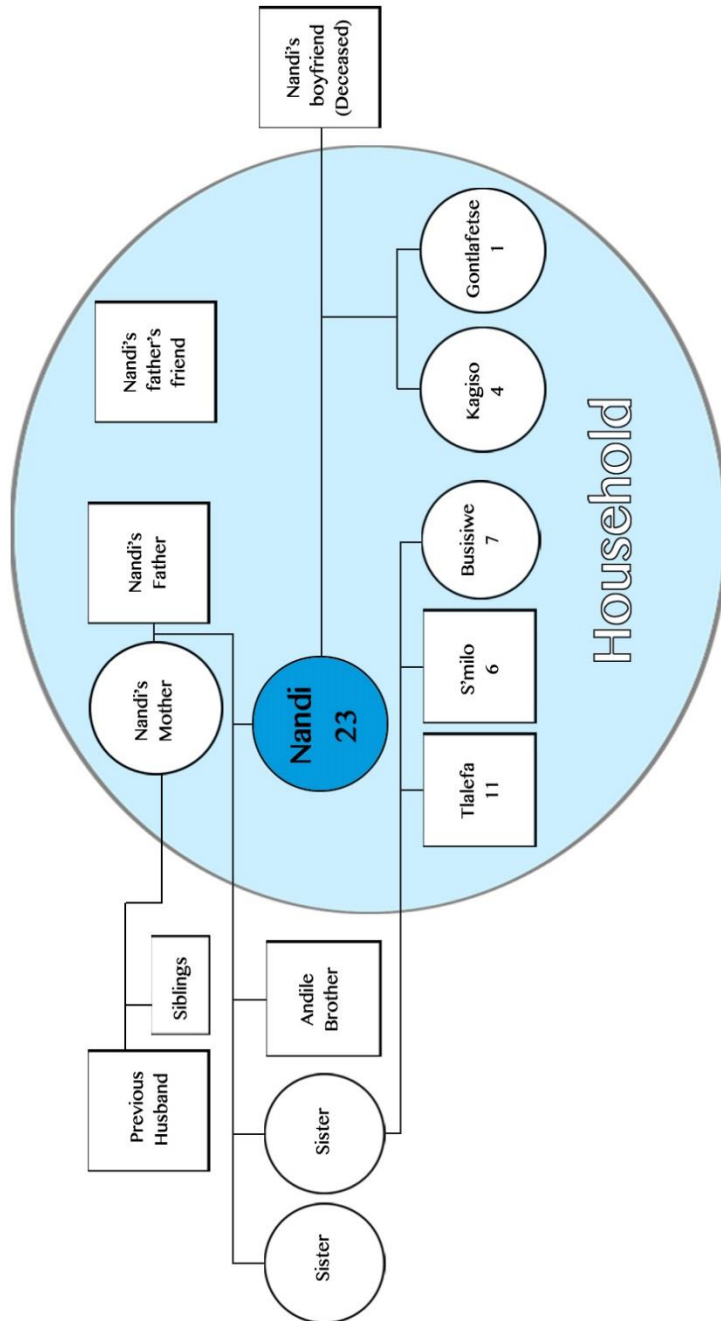 Previous
Husband
Siblings
Nandi's
Mother
Nandi's
Father
Nandi's
father's
friend
Nandi's
boyfriend
(Deceased)
Sister
Sister
Andile
Brother
Nandi
23
Tlalefa
11
S'milo
6
Busisiwe
7
Kagiso
4
Gontlafetse
1
Household